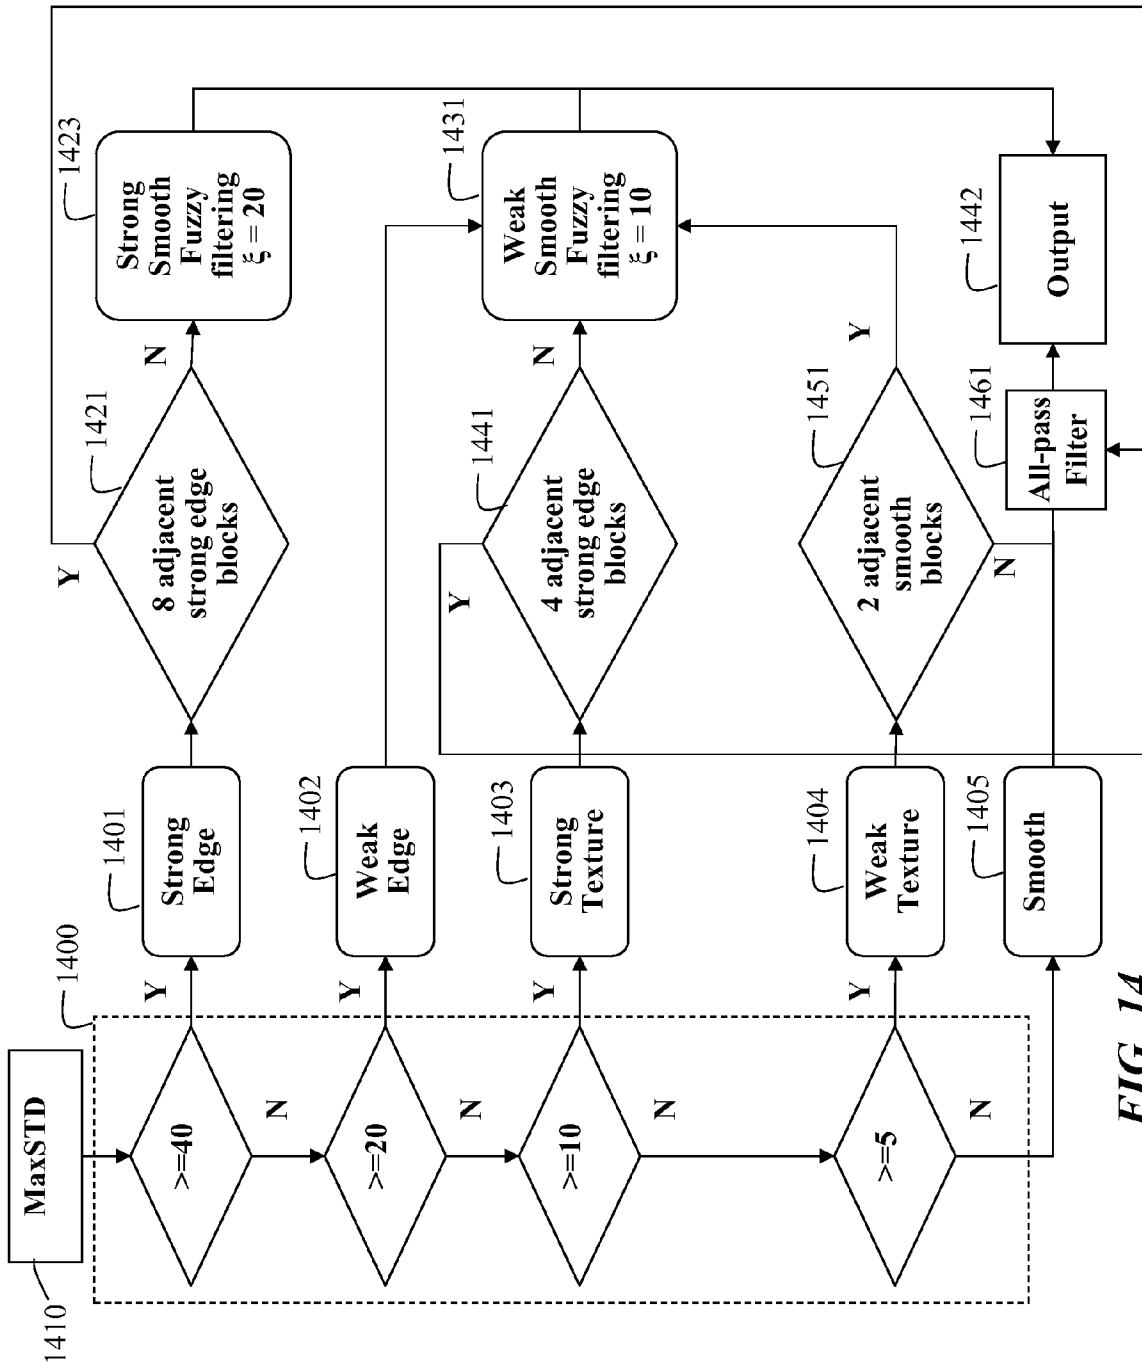 1410
MaxSTD
1400
>=40
Y
N
>=20
Y
N
>=10
Y
N
>=5
Y
N
1401
Strong
Edge
1402
Weak
Edge
1403
Strong
Texture
1404
Weak
Texture
1405
Smooth
1421
8 adjacent
strong edge
blocks
Y
N
1441
4 adjacent
strong edge
blocks
Y
N
1451
2 adjacent
smooth
blocks
Y
N
1423
Strong
Smooth
Fuzzy
filtering
ξ = 20
1431
Weak
Smooth
Fuzzy
filtering
ξ = 10
1461
All-pass
Filter
1442
Output
FIG. 14